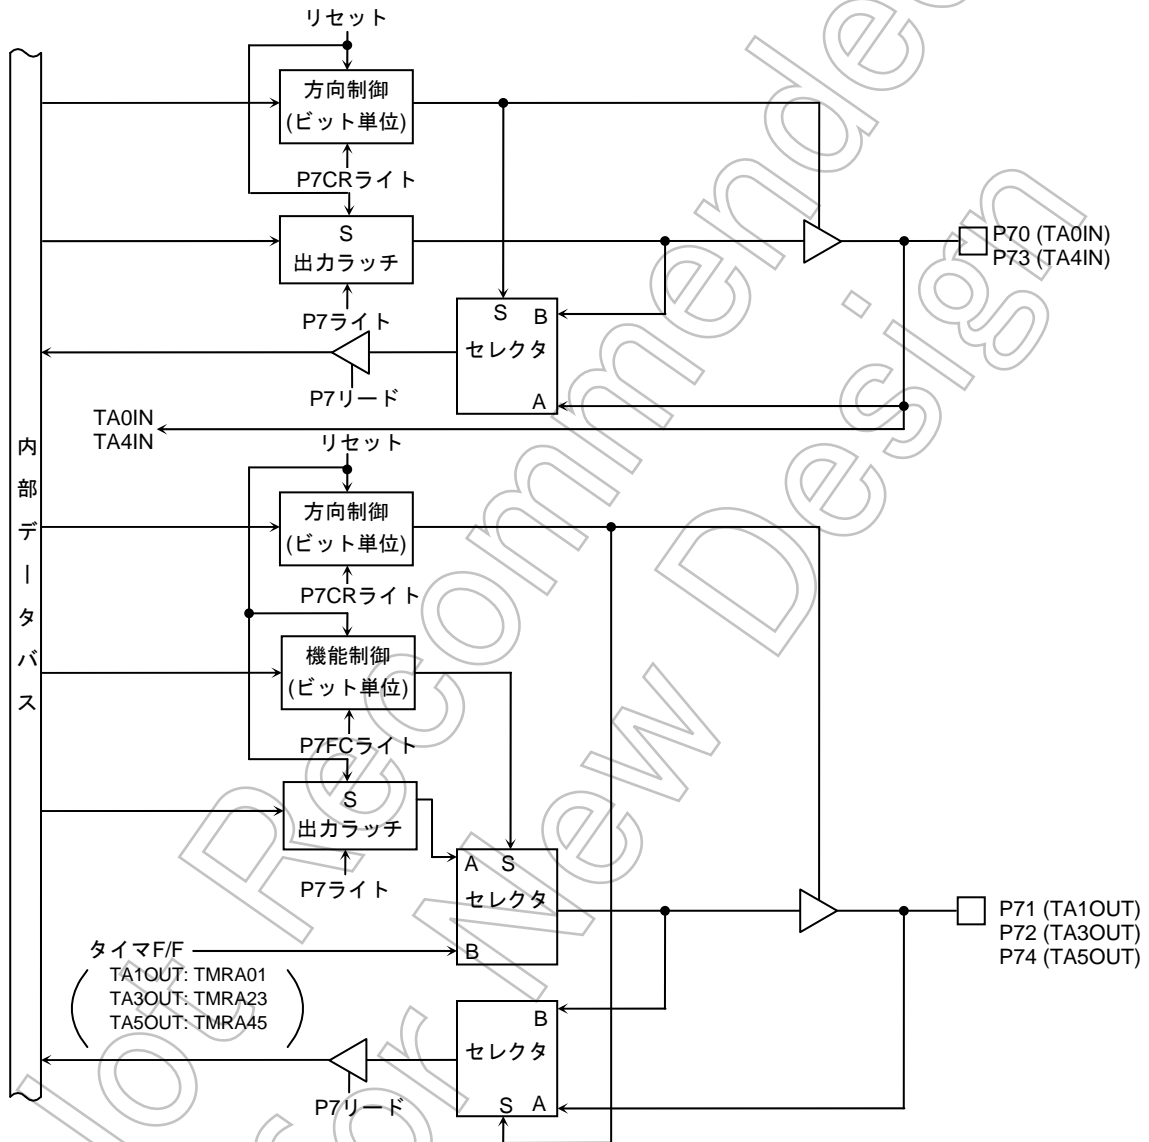 リセット
方向制御
(ビット単位)
P7CRライト
S
出力ラッチ
P7ライト
P70 (TA0IN)
P73 (TA4IN)
S B
セレクタ
A
P7リード
TA0IN
TA4IN
内部データバス
リセット
方向制御
(ビット単位)
P7CRライト
機能制御
(ビット単位)
P7FCライト
S
出力ラッチ
P7ライト
A S
セレクタ
B
P71 (TA1OUT)
P72 (TA3OUT)
P74 (TA5OUT)
タイマF/F
TA1OUT: TMRA01
TA3OUT: TMRA23
TA5OUT: TMRA45
B
セレクタ
S A
P7リード
Not Recommended
for New Design